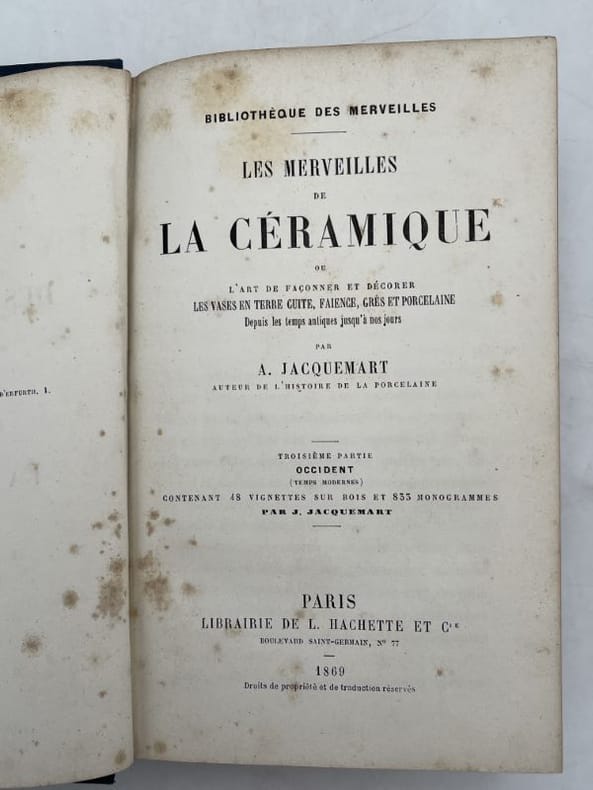 BIBLIOTHÈQUE DES MERVEILLES
LES MERVEILLES
DE
LA CÉRAMIQUE
OU
L'ART DE FAÇONNER ET DÉCORER
LES VASES EN TERRE CUITE, FAIENCE, GRÈS ET PORCELAINE
Depuis les temps antiques jusqu'à nos jours
PAR
A. JACQUEMART
AUTEUR DE L'HISTOIRE DE LA PORCELAINE
TROISIÈME PARTIE
OCCIDENT
(TEMPS MODERNES)
CONTENANT 48 VIGNETTES SUR BOIS ET 833 MONOGRAMMES
PAR J. JACQUEMART
PARIS
LIBRAIRIE DE L. HACHETTE ET Cie
BOULEVARD SAINT-GERMAIN, No 77
1869
Droits de propriété et de traduction réservés
D'ERFURTH, 1.